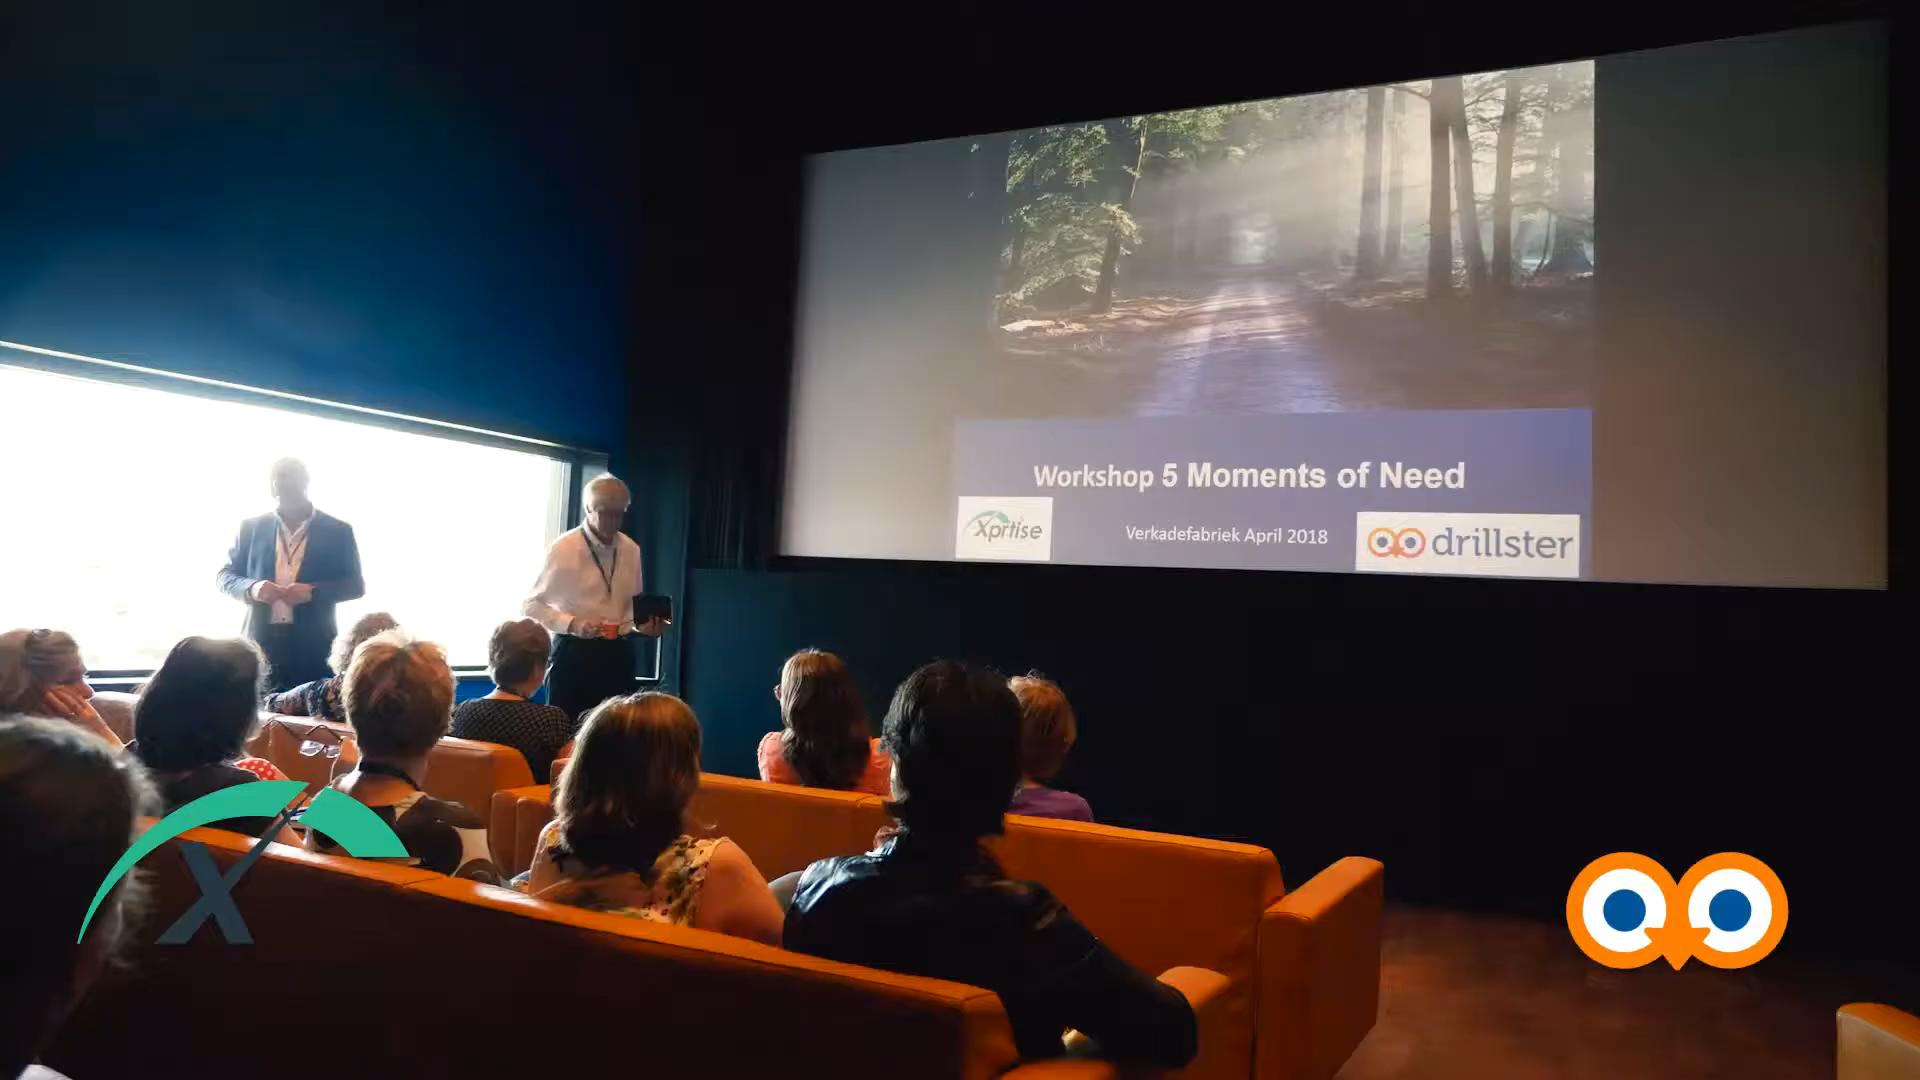 Workshop 5 Moments of Need
Xprtise
Verkadefabriek April 2018
drillster
X